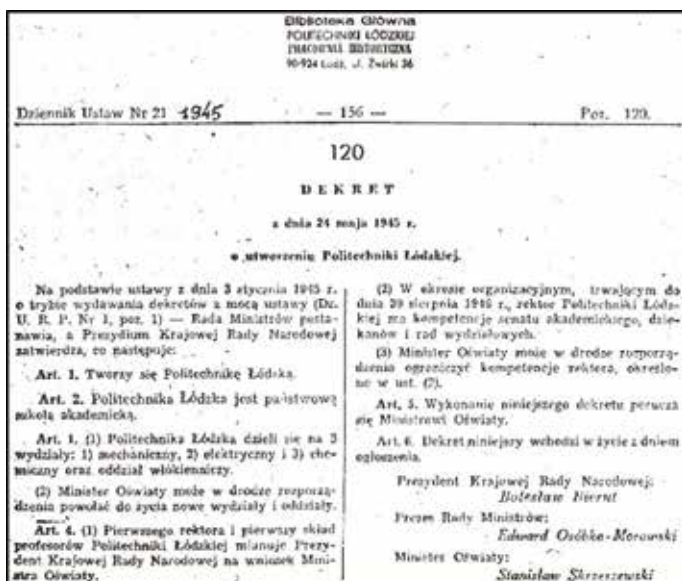 Biblioteka Główna
POLITECHNIKI ŁÓDZKIEJ
PRACOWNIA HISTORYCZNA
90-924 Łódź, ul. Żwirki 36
Dziennik Ustaw Nr 21 1945 — 156 — Poz. 120.
120
DEKRET
z dnia 24 maja 1945 r.
o utworzeniu Politechniki Łódzkiej.
Na podstawie ustawy z dnia 3 stycznia 1945 r.
o trybie wydawania dekretów z mocą ustawy (Dz.
U. R. P. Nr 1, poz. 1) — Rada Ministrów posta-
nawia, a Prezydium Krajowej Rady Narodowej
zatwierdza, co następuje:
Art. 1. Tworzy się Politechnikę Łódzką.
Art. 2. Politechnika Łódzka jest państwową
szkołą akademicką.
Art. 1. (1) Politechnika Łódzka dzieli się na 3
wydziały: 1) mechaniczny, 2) elektryczny i 3) che-
miczny oraz oddział włókienniczy.
(2) Minister Oświaty może w drodze rozporzą-
dzenia powołać do życia nowe wydziały i oddziały.
Art. 4. (1) Pierwszego rektora i pierwszy skład
profesorów Politechniki Łódzkiej mianuje Prezy-
dent Krajowej Rady Narodowej na wniosek Mini-
stra Oświaty.
(2) W okresie organizacyjnym, trwającym do
dnia sierpnia 1946 r., rektor Politechniki Łódz-
kiej ma kompetencje senatu akademickiego, dzie-
kanów i rad wydziałowych.
(3) Minister Oświaty może w drodze rozporzą-
dzenia ograniczyć kompetencje rektora, określo-
ne w ust. (2).
Art. 5. Wykonanie niniejszego dekretu porucza
się Ministrowi Oświaty.
Art. 6. Dekret niniejszy wchodzi w życie z dniem
ogłoszenia.
Prezydent Krajowej Rady Narodowej:
Bolesław Bierut
Prezes Rady Ministrów:
Edward Osóbka-Morawski
Minister Oświaty:
Stanisław Skrzeszewski